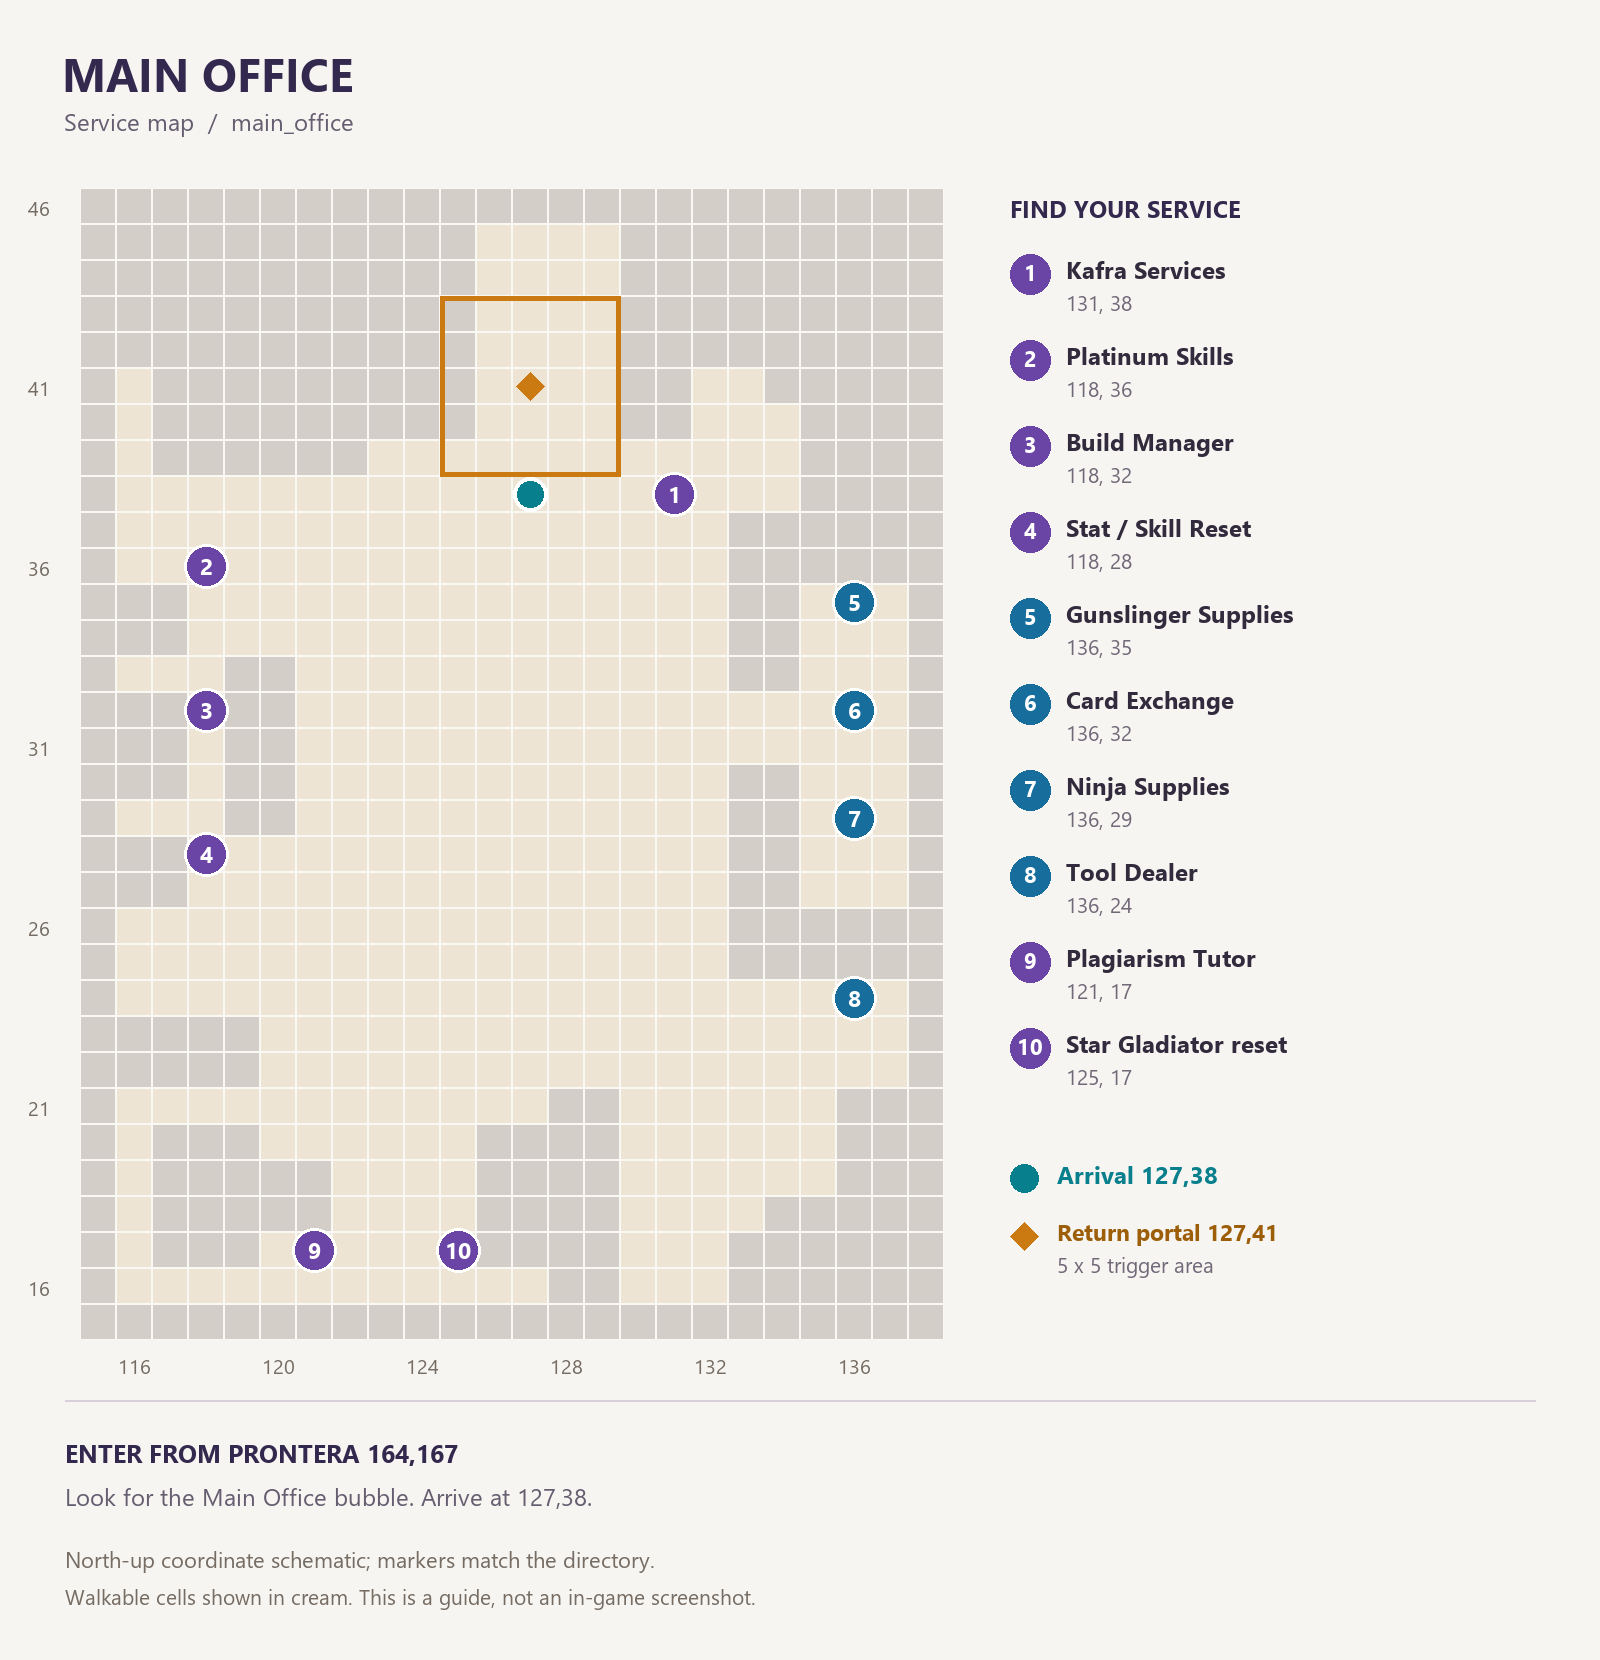 MAIN OFFICE
Service map / main_office
46
41
36
31
26
21
16
116 120 124 128 132 136
1
2
3
4
5
6
7
8
9
10
FIND YOUR SERVICE
1 Kafra Services
131, 38
2 Platinum Skills
118, 36
3 Build Manager
118, 32
4 Stat / Skill Reset
118, 28
5 Gunslinger Supplies
136, 35
6 Card Exchange
136, 32
7 Ninja Supplies
136, 29
8 Tool Dealer
136, 24
9 Plagiarism Tutor
121, 17
10 Star Gladiator reset
125, 17
Arrival 127,38
Return portal 127,41
5 x 5 trigger area
ENTER FROM PRONTERA 164,167
Look for the Main Office bubble. Arrive at 127,38.
North-up coordinate schematic; markers match the directory.
Walkable cells shown in cream. This is a guide, not an in-game screenshot.